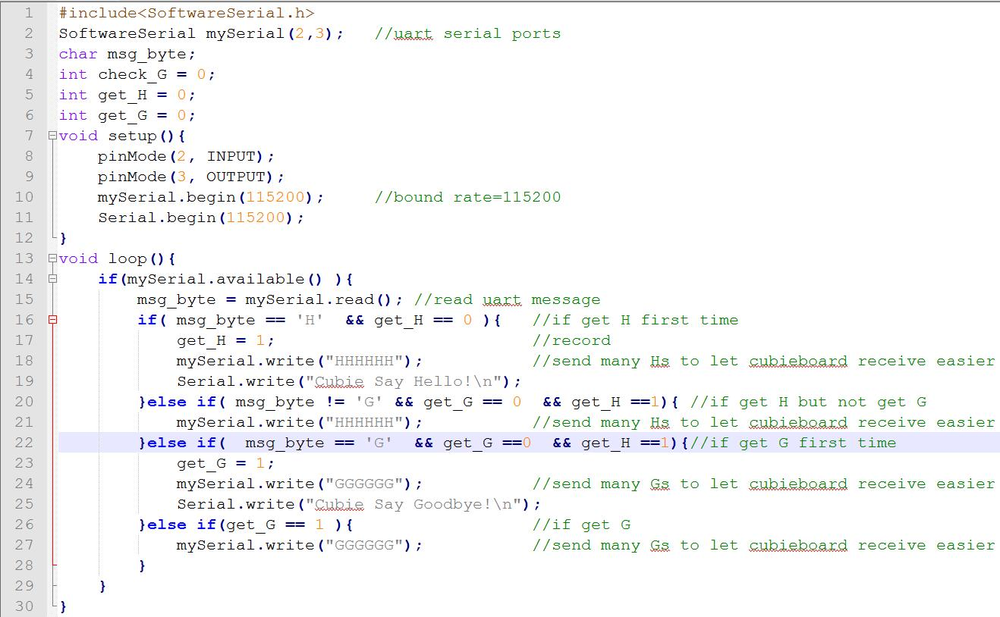 1 #include<SoftwareSerial.h>
2 SoftwareSerial mySerial(2,3);   //uart serial ports
3 char msg_byte;
4 int check_G = 0;
5 int get_H = 0;
6 int get_G = 0;
7 void setup(){
8     pinMode(2, INPUT);
9     pinMode(3, OUTPUT);
10     mySerial.begin(115200);     //bound rate=115200
11     Serial.begin(115200);
12 }
13 void loop(){
14     if(mySerial.available() ){
15         msg_byte = mySerial.read(); //read uart message
16         if( msg_byte == 'H'  && get_H == 0 ){   //if get H first time
17             get_H = 1;                          //record
18             mySerial.write("HHHHHH");           //send many Hs to let cubieboard receive easier
19             Serial.write("Cubie Say Hello!\n");
20         }else if( msg_byte != 'G' && get_G == 0  && get_H ==1){ //if get H but not get G
21             mySerial.write("HHHHHH");           //send many Hs to let cubieboard receive easier
22         }else if(  msg_byte == 'G'  && get_G ==0  && get_H ==1){//if get G first time
23             get_G = 1;
24             mySerial.write("GGGGGG");           //send many Gs to let cubieboard receive easier
25             Serial.write("Cubie Say Goodbye!\n");
26         }else if(get_G == 1 ){                  //if get G
27             mySerial.write("GGGGGG");           //send many Gs to let cubieboard receive easier
28         }
29     }
30 }